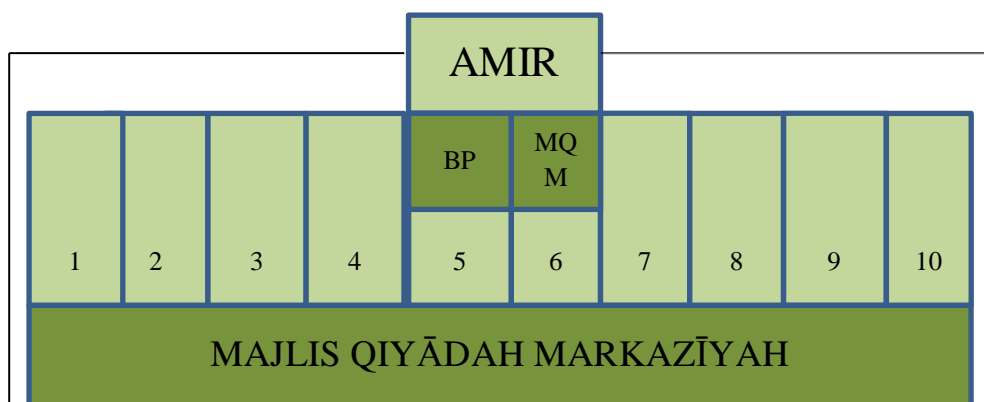 AMIR
BP
MQ
M
1 2 3 4 5 6 7 8 9 10
MAJLIS QIYĀDAH MARKAZĪYAH